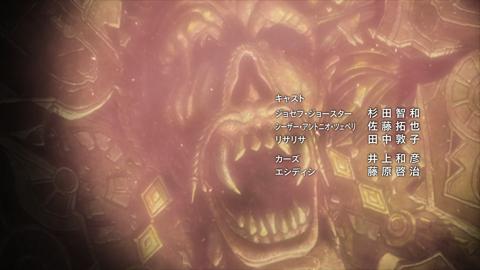 キャスト
ジョセフ・ジョースター 杉田智和
シーザー・アントニオ・ツェペリ 佐藤拓也
リサリサ 田中敦子
カーズ 井上和彦
エシディシ 藤原啓治